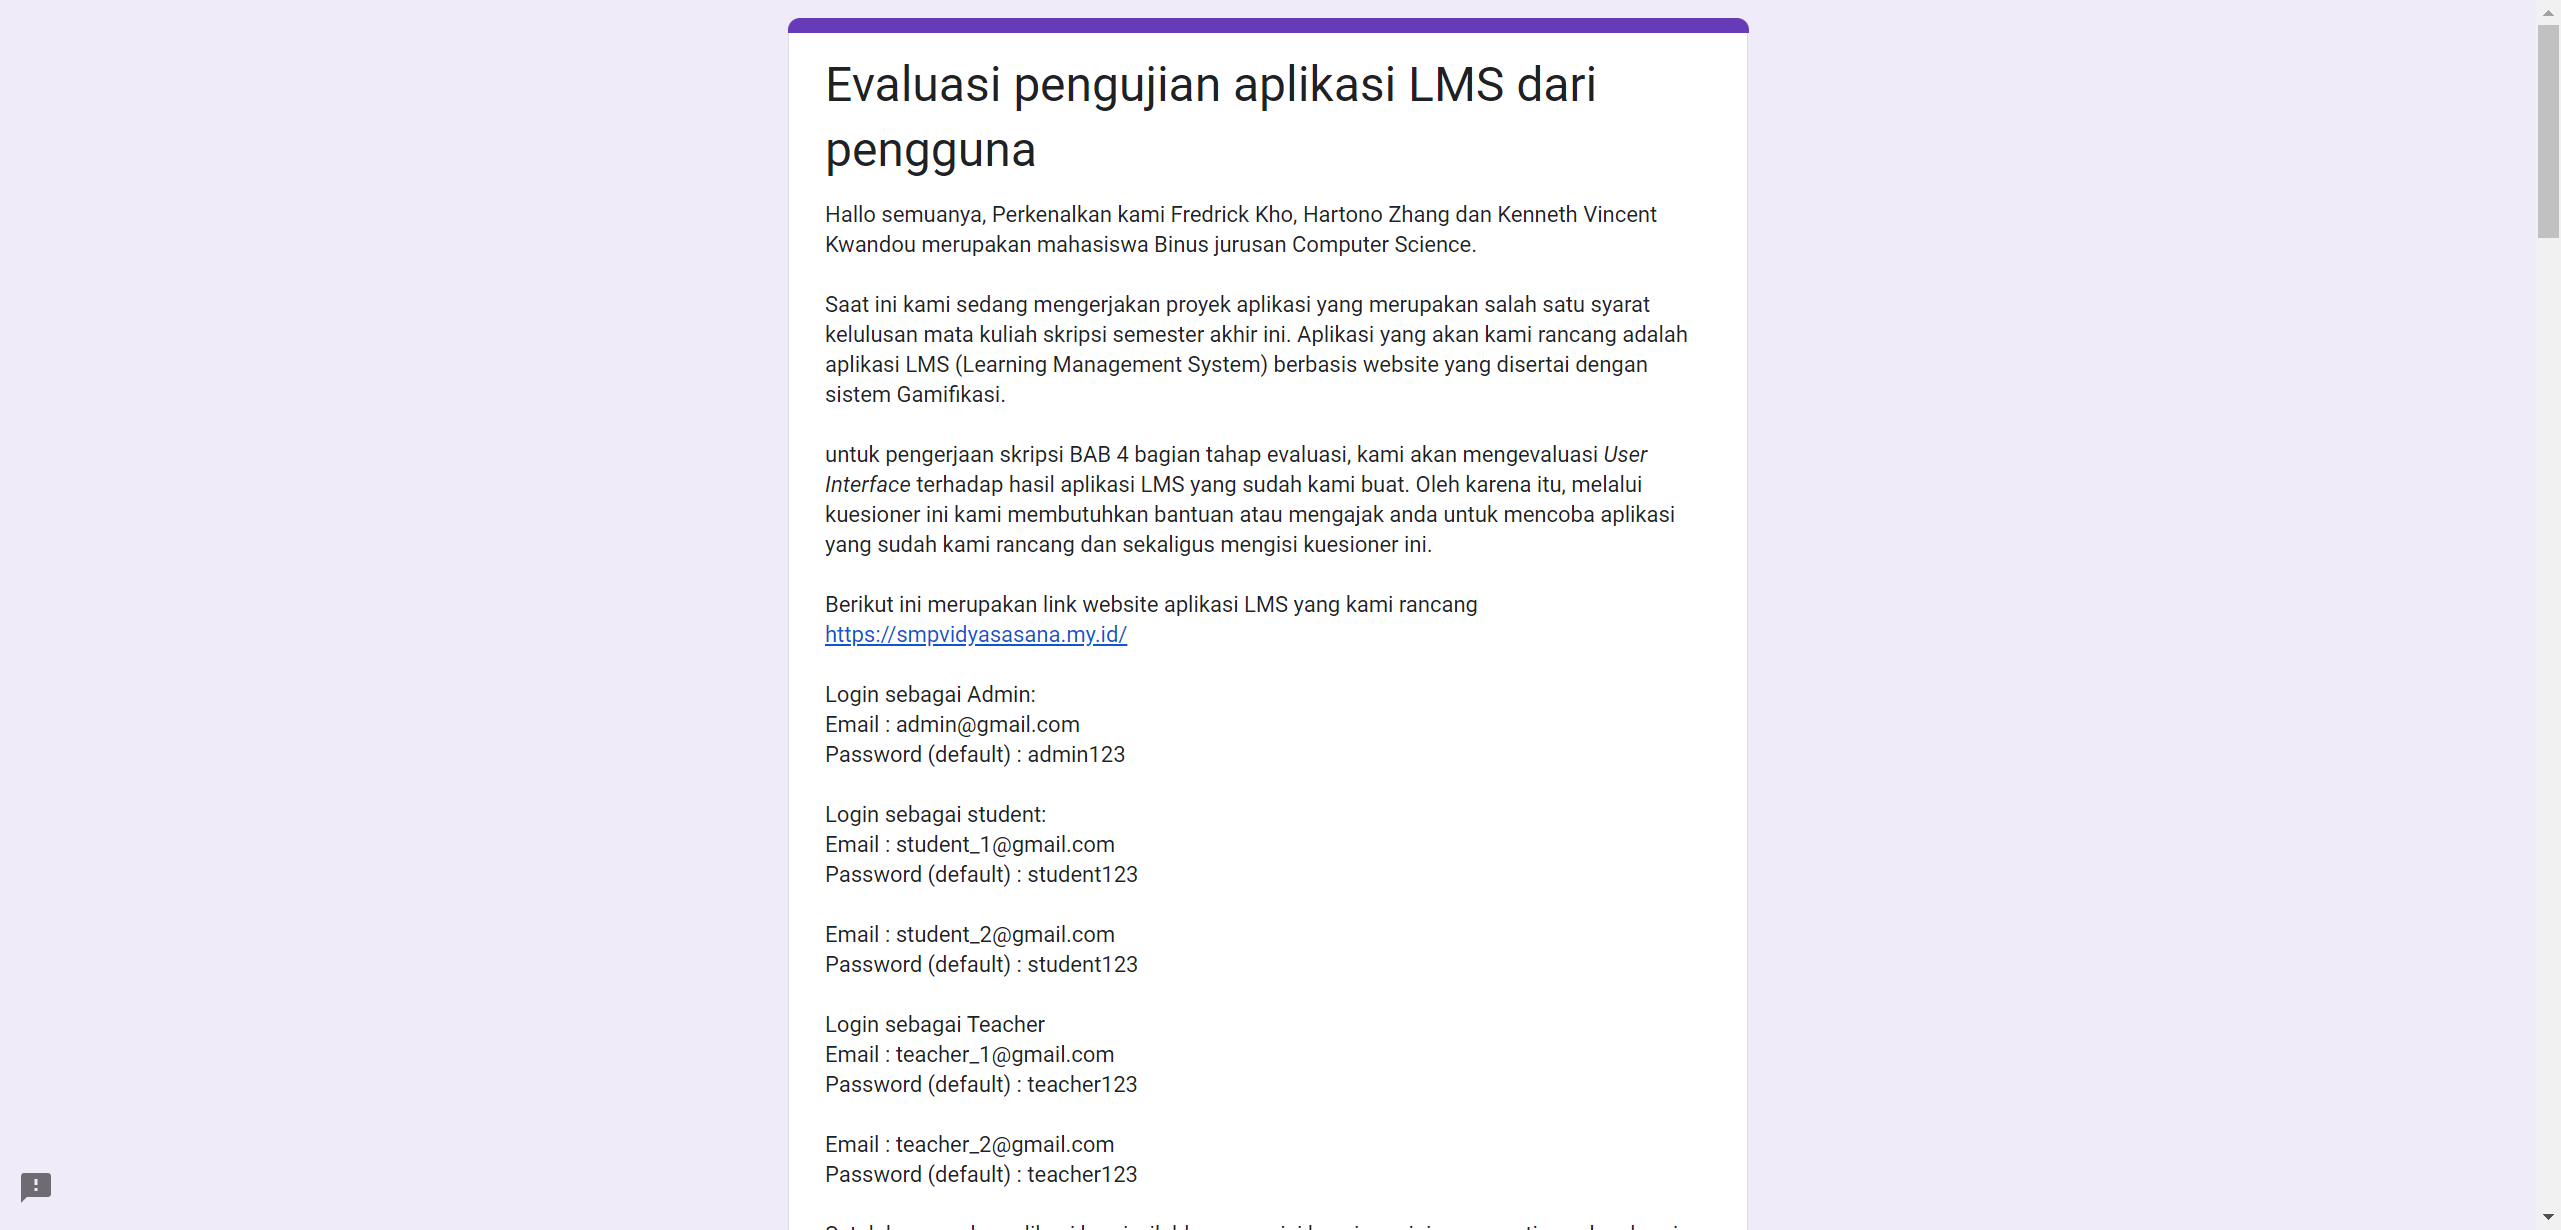 Evaluasi pengujian aplikasi LMS dari
pengguna
Hallo semuanya, Perkenalkan kami Fredrick Kho, Hartono Zhang dan Kenneth Vincent
Kwandou merupakan mahasiswa Binus jurusan Computer Science.
Saat ini kami sedang mengerjakan proyek aplikasi yang merupakan salah satu syarat
kelulusan mata kuliah skripsi semester akhir ini. Aplikasi yang akan kami rancang adalah
aplikasi LMS (Learning Management System) berbasis website yang disertai dengan
sistem Gamifikasi.
untuk pengerjaan skripsi BAB 4 bagian tahap evaluasi, kami akan mengevaluasi User
Interface terhadap hasil aplikasi LMS yang sudah kami buat. Oleh karena itu, melalui
kuesioner ini kami membutuhkan bantuan atau mengajak anda untuk mencoba aplikasi
yang sudah kami rancang dan sekaligus mengisi kuesioner ini.
Berikut ini merupakan link website aplikasi LMS yang kami rancang
https://smpvidyasasana.my.id/
Login sebagai Admin:
Email : admin@gmail.com
Password (default) : admin123
Login sebagai student:
Email : student_1@gmail.com
Password (default) : student123
Email : student_2@gmail.com
Password (default) : student123
Login sebagai Teacher
Email : teacher_1@gmail.com
Password (default) : teacher123
Email : teacher_2@gmail.com
Password (default) : teacher123